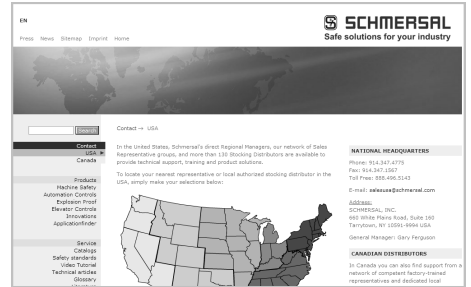 EN
SCHMERSAL
Safe solutions for your industry
Press News Sitemap Imprint Home
Search
Contact → USA
Contact
USA
Canada
Products
Machine Safety
Automation Controls
Explosion Proof
Elevator Controls
Innovations
Applicationfinder
Service
Catalogs
Safety standards
Video Tutorial
Technical articles
Glossary
In the United States, Schmersal's direct Regional Managers, our network of Sales
Representative groups, and more than 130 Stocking Distributors are available to
provide technical support, training and product solutions.
To locate your nearest representative or local authorized stocking distributor in the
USA, simply make your selections below:
NATIONAL HEADQUARTERS
Phone: 914.347.4775
Fax: 914.347.1567
Toll Free: 888.496.5143
E-mail: salesusa@schmersal.com
Address:
SCHMERSAL, INC.
660 White Plains Road, Suite 160
Tarrytown, NY 10591-9994 USA
General Manager: Gary Ferguson
CANADIAN DISTRIBUTORS
In Canada you can also find support from a
network of competent factory-trained
representatives and dedicated local